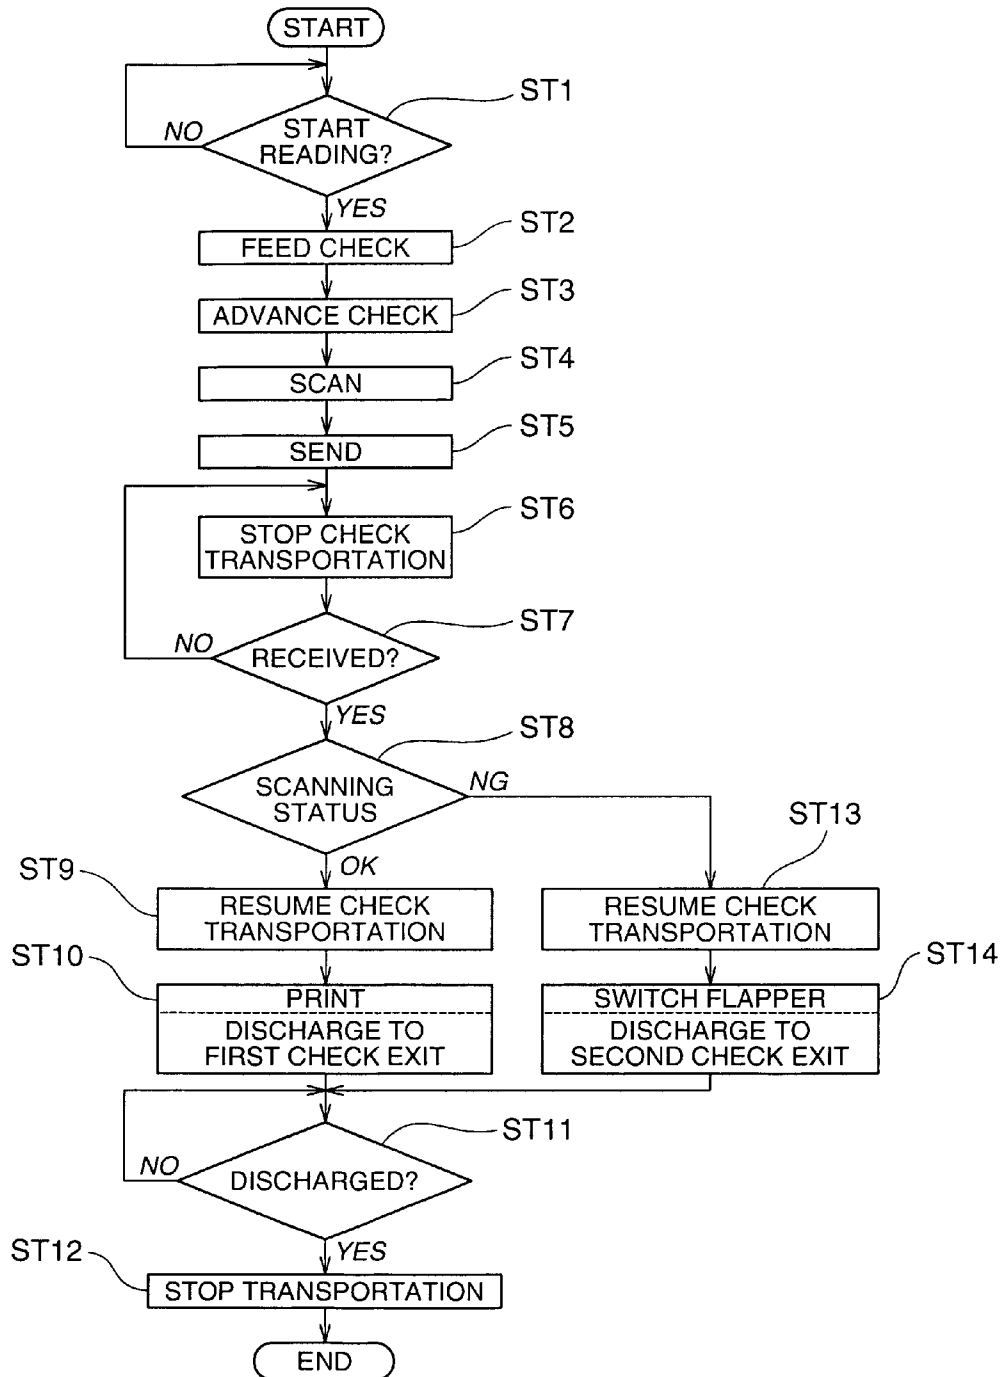 START
ST1
START
READING?
NO
YES
ST2
FEED CHECK
ST3
ADVANCE CHECK
ST4
SCAN
ST5
SEND
ST6
STOP CHECK
TRANSPORTATION
ST7
NO
RECEIVED?
YES
ST8
SCANNING
STATUS
NG
OK
ST9
RESUME CHECK
TRANSPORTATION
ST13
RESUME CHECK
TRANSPORTATION
ST10
PRINT
DISCHARGE TO
FIRST CHECK EXIT
ST14
SWITCH FLAPPER
DISCHARGE TO
SECOND CHECK EXIT
ST11
NO
DISCHARGED?
YES
ST12
STOP TRANSPORTATION
END